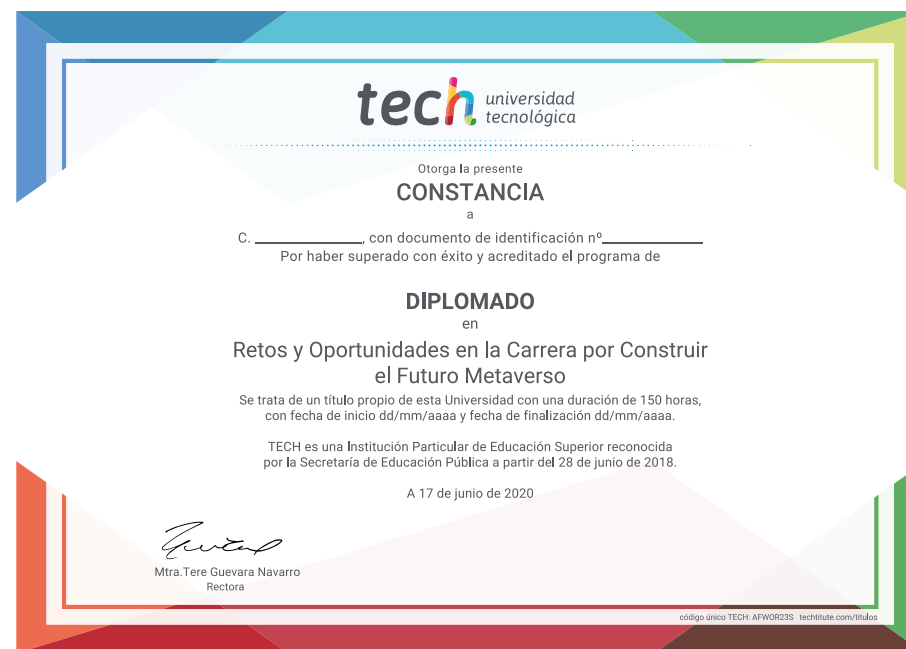 tech universidad
tecnológica
Otorga la presente
CONSTANCIA
a
C. ______________, con documento de identificación nº_____________
Por haber superado con éxito y acreditado el programa de
DIPLOMADO
en
Retos y Oportunidades en la Carrera por Construir
el Futuro Metaverso
Se trata de un título propio de esta Universidad con una duración de 150 horas,
con fecha de inicio dd/mm/aaaa y fecha de finalización dd/mm/aaaa.
TECH es una Institución Particular de Educación Superior reconocida
por la Secretaría de Educación Pública a partir del 28 de junio de 2018.
A 17 de junio de 2020
Mtra.Tere Guevara Navarro
Rectora
código único TECH: AFWOR23S techtitute.com/titulos